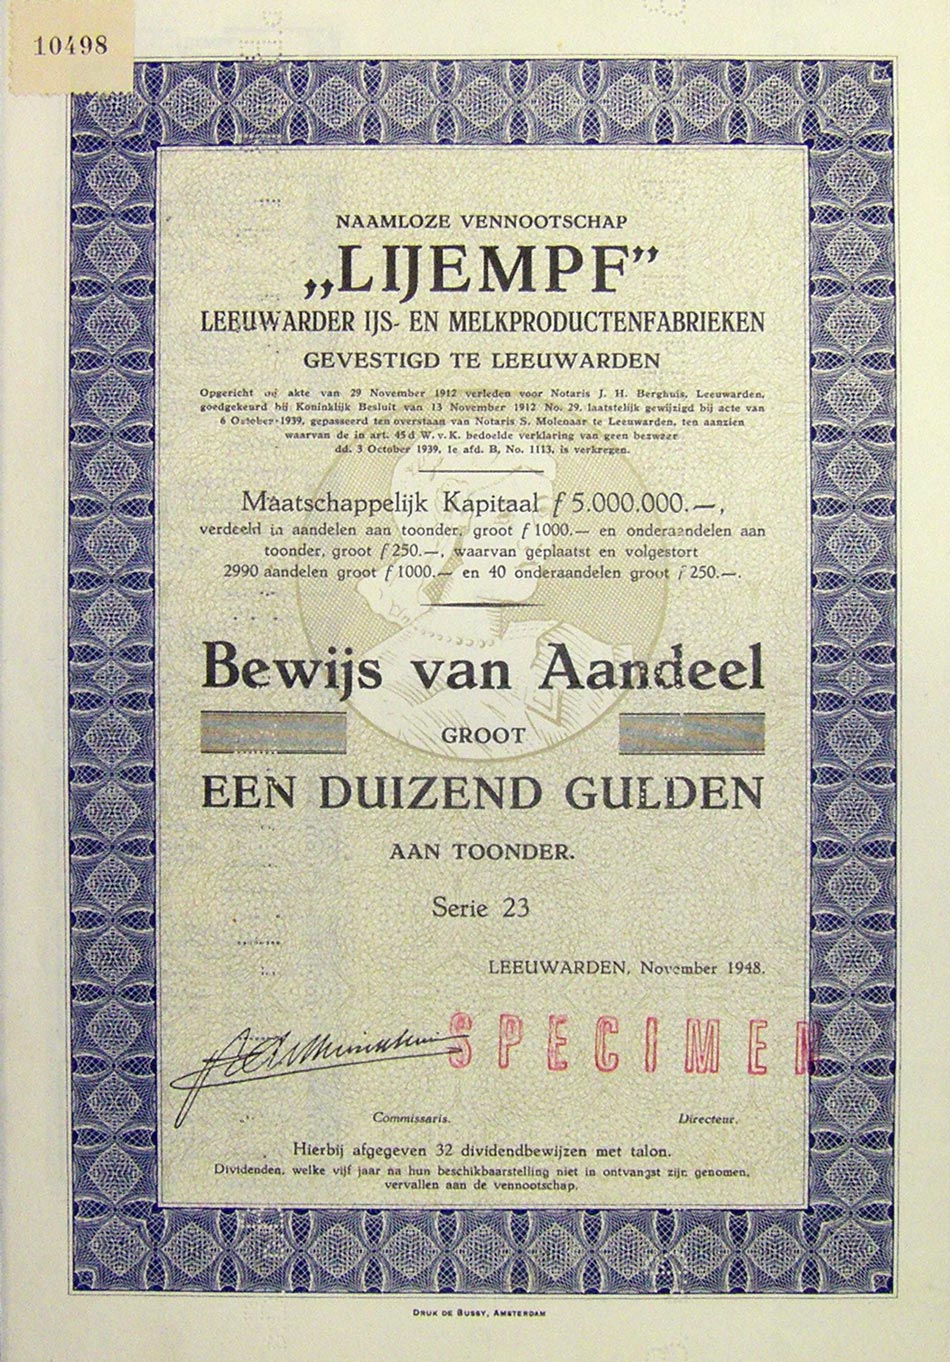 10498
NAAMLOZE VENNOOTSCHAP
„LIJEMPF”
LEEUWARDER IJS- EN MELKPRODUCTENFABRIEKEN
GEVESTIGD TE LEEUWARDEN
Opgericht bij akte van 29 November 1912 verleden voor Notaris J. H. Berghuis, Leeuwarden,
goedgekeurd bij Koninklijk Besluit van 13 November 1912 No. 29, laatstelijk gewijzigd bij acte van
6 October 1939, gepasseerd ten overstaan van Notaris S. Molenaar te Leeuwarden, ten aanzien
waarvan de in art. 45 d W. v. K. bedoelde verklaring van geen bezwaar
dd. 3 October 1939, 1e afd. B, No. 1113, is verkregen.
Maatschappelijk Kapitaal ƒ 5.000.000.—,
verdeeld in aandelen aan toonder, groot ƒ 1000.— en onderaandelen aan
toonder, groot ƒ 250.—, waarvan geplaatst en volgestort
2990 aandelen groot ƒ 1000.— en 40 onderaandelen groot ƒ 250.—.
Bewijs van Aandeel
GROOT
EEN DUIZEND GULDEN
AAN TOONDER.
Serie 23
LEEUWARDEN, November 1948.
SPECIMEN
Commissaris. Directeur.
Hierbij afgegeven 32 dividendbewijzen met talon.
Dividenden, welke vijf jaar na hun beschikbaarstelling niet in ontvangst zijn genomen,
vervallen aan de vennootschap.
DRUK DE BUSSY, AMSTERDAM